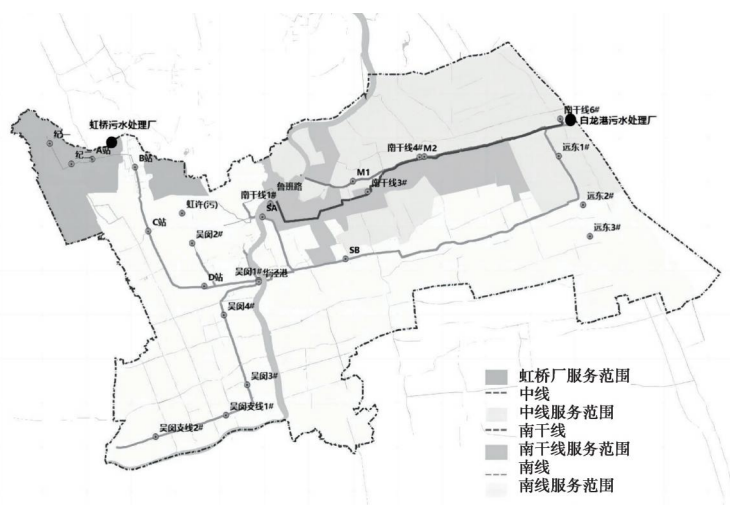 南干线6#
白龙港污水处理厂
虹桥污水处理厂
纪一
A站
纪二
B站
南干线4#
M2
远东1#
M1
鲁班路
南干线3#
南干线1#
虹许(污)
SA
远东2#
C站
吴闵2#
远东3#
SB
D站
吴闵1#
华泾港
吴闵4#
吴闵3#
吴闵支线1#
吴闵支线2#
虹桥厂服务范围
中线
中线服务范围
南干线
南干线服务范围
南线
南线服务范围